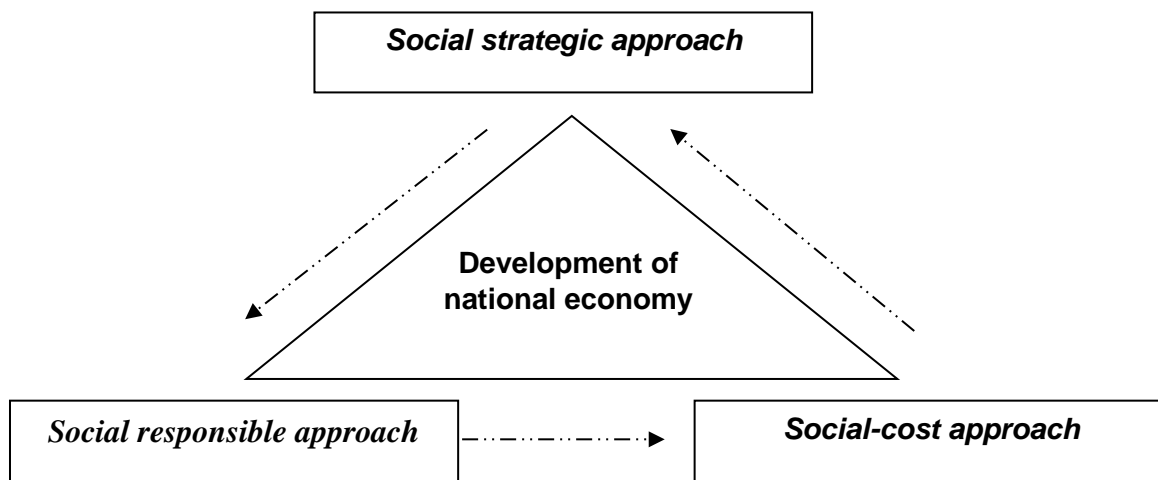 Social strategic approach
Development of
national economy
Social responsible approach
Social-cost approach